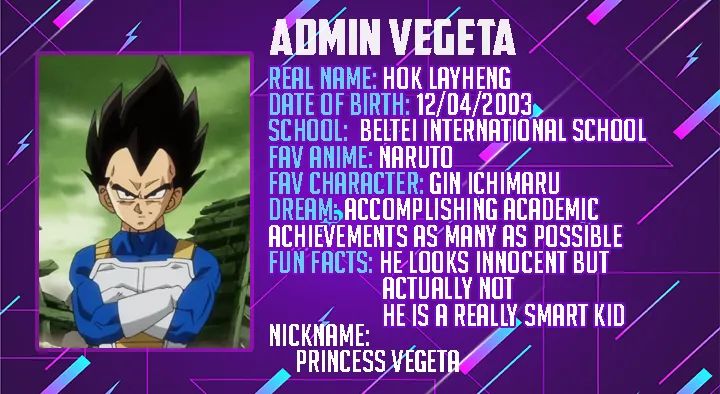 ADMIN VEGETA
REAL NAME: HOK LAYHENG
DATE OF BIRTH: 12/04/2003
SCHOOL: BELTEI INTERNATIONAL SCHOOL
FAV ANIME: NARUTO
FAV CHARACTER: GIN ICHIMARU
DREAM: ACCOMPLISHING ACADEMIC
ACHIEVEMENTS AS MANY AS POSSIBLE
FUN FACTS: HE LOOKS INNOCENT BUT
ACTUALLY NOT
HE IS A REALLY SMART KID
NICKNAME:
PRINCESS VEGETA